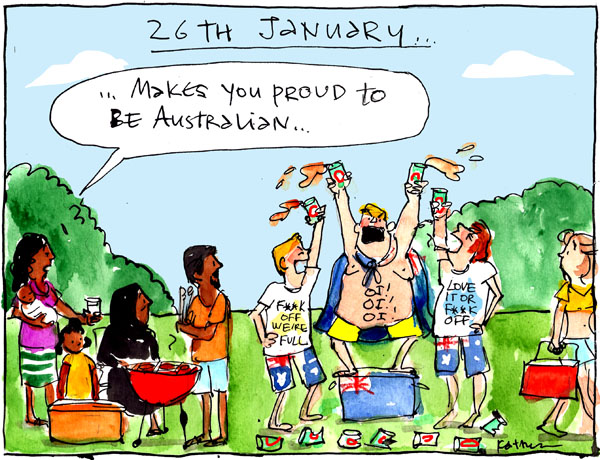 26TH JANUARY...
... MAKES YOU PROUD TO
BE AUSTRALIAN...
F**K
OFF
WE'RE
FULL
OI!
OI!
OI!
LOVE
IT OR
F**K
OFF